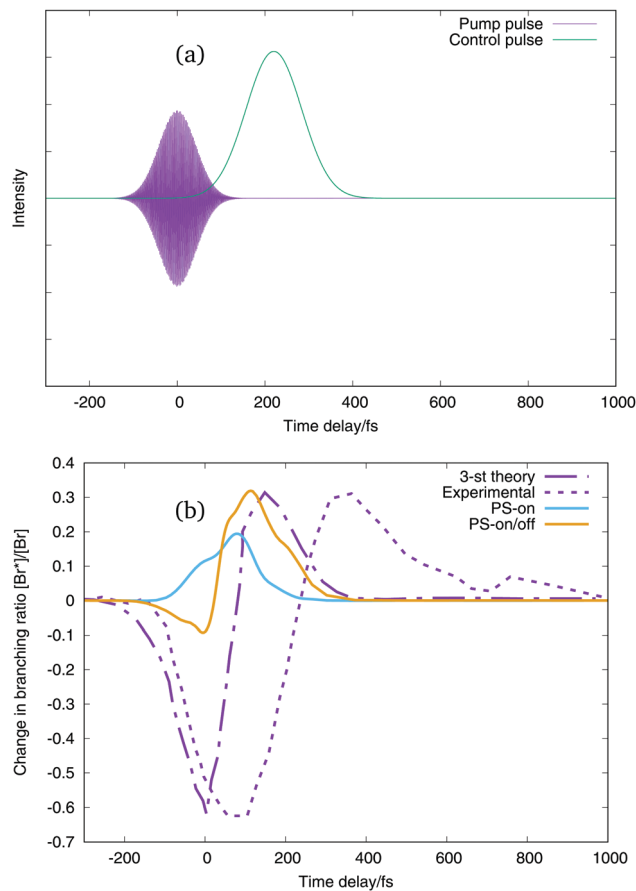 (a)
Pump pulse
Control pulse
Intensity
-200
0
200
400
600
800
1000
Time delay/fs
(b)
3-st theory
Experimental
PS-on
PS-on/off
Change in branching ratio [Br*]/[Br]
0.4
0.3
0.2
0.1
0
-0.1
-0.2
-0.3
-0.4
-0.5
-0.6
-0.7
-200
0
200
400
600
800
1000
Time delay/fs